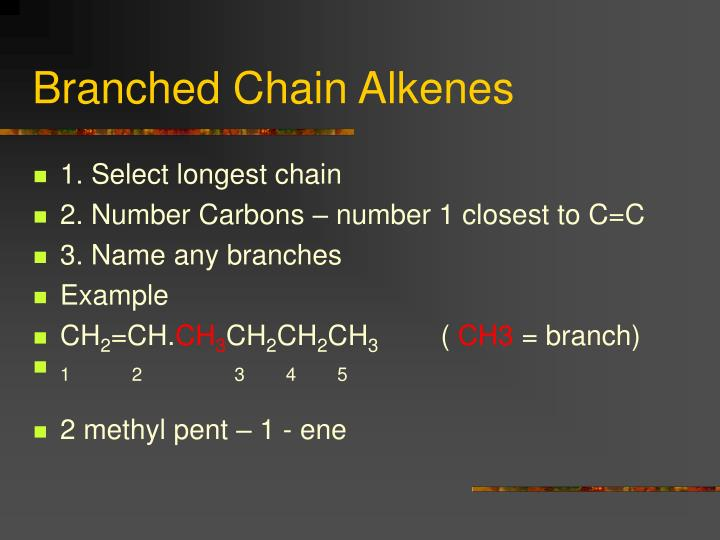 Branched Chain Alkenes
1. Select longest chain
2. Number Carbons – number 1 closest to C=C
3. Name any branches
Example
CH₂=CH.CH₃CH₂CH₂CH₃ ( CH3 = branch)
1 2 3 4 5
2 methyl pent – 1 - ene